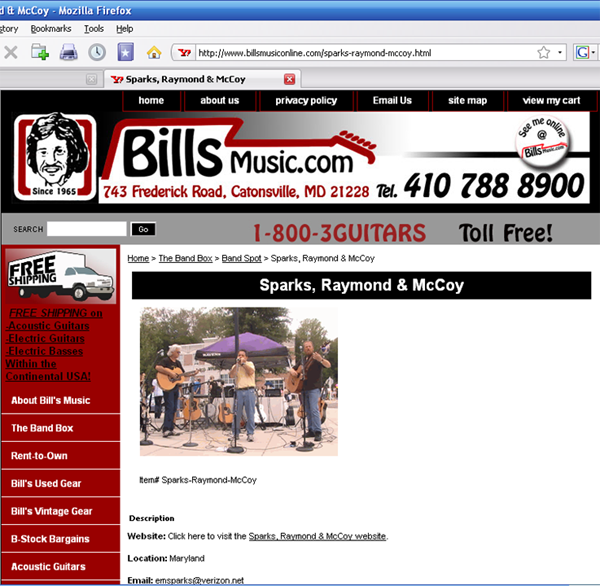 d & McCoy - Mozilla Firefox
story Bookmarks Tools Help
http://www.billsmusiconline.com/sparks-raymond-mccoy.html
Sparks, Raymond & McCoy
home about us privacy policy Email Us site map view my cart
Since 1965
Bills Music.com
743 Frederick Road, Catonsville, MD 21228 Tel. 410 788 8900
See me online
@
Bills Music.com
SEARCH Go
1-800-3GUITARS Toll Free!
FREE
SHIPPING
FREE SHIPPING on
Acoustic Guitars
Electric Guitars
Electric Basses
Within the
Continental USA!
About Bill's Music
The Band Box
Rent-to-Own
Bill's Used Gear
Bill's Vintage Gear
B-Stock Bargains
Acoustic Guitars
Home > The Band Box > Band Spot > Sparks, Raymond & McCoy
Sparks, Raymond & McCoy
Item# Sparks-Raymond-McCoy
Description
Website: Click here to visit the Sparks, Raymond & McCoy website.
Location: Maryland
Email: emsparks@verizon.net